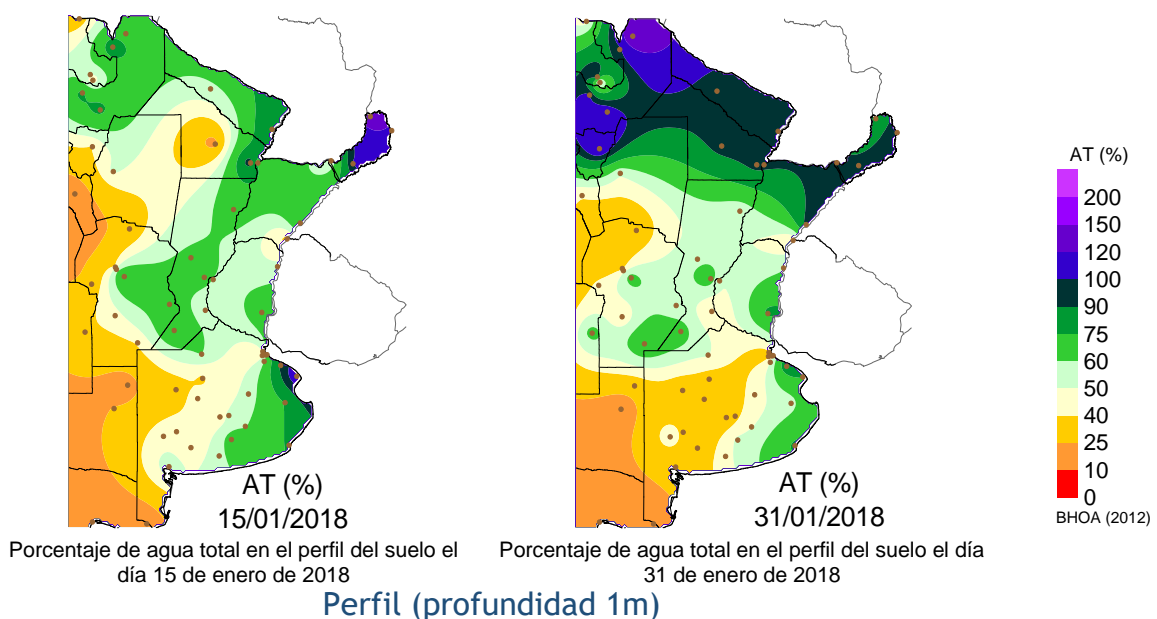 AT (%)
15/01/2018
Porcentaje de agua total en el perfil del suelo el
día 15 de enero de 2018
AT (%)
31/01/2018
Porcentaje de agua total en el perfil del suelo el día
31 de enero de 2018
AT (%)
200
150
120
100
90
75
60
50
40
25
10
0
BHOA (2012)
Perfil (profundidad 1m)